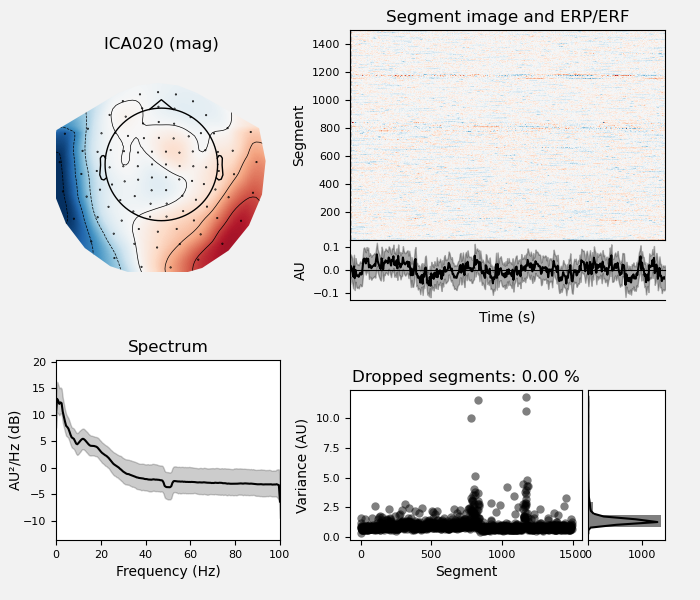 ICA020 (mag)
Segment image and ERP/ERF
Segment
1400
1200
1000
800
600
400
200
AU
0.1
0.0
−0.1
Time (s)
Spectrum
AU²/Hz (dB)
20
15
10
5
0
−5
−10
0 20 40 60 80 100
Frequency (Hz)
Dropped segments: 0.00 %
Variance (AU)
10.0
7.5
5.0
2.5
0.0
0 500 1000 1500
Segment
0 1000